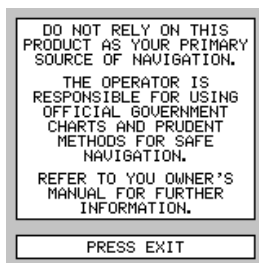 DO NOT RELY ON THIS
PRODUCT AS YOUR PRIMARY
SOURCE OF NAVIGATION.
THE OPERATOR IS
RESPONSIBLE FOR USING
OFFICIAL GOVERNMENT
CHARTS AND PRUDENT
METHODS FOR SAFE
NAVIGATION.
REFER TO YOU OWNER'S
MANUAL FOR FURTHER
INFORMATION.
PRESS EXIT